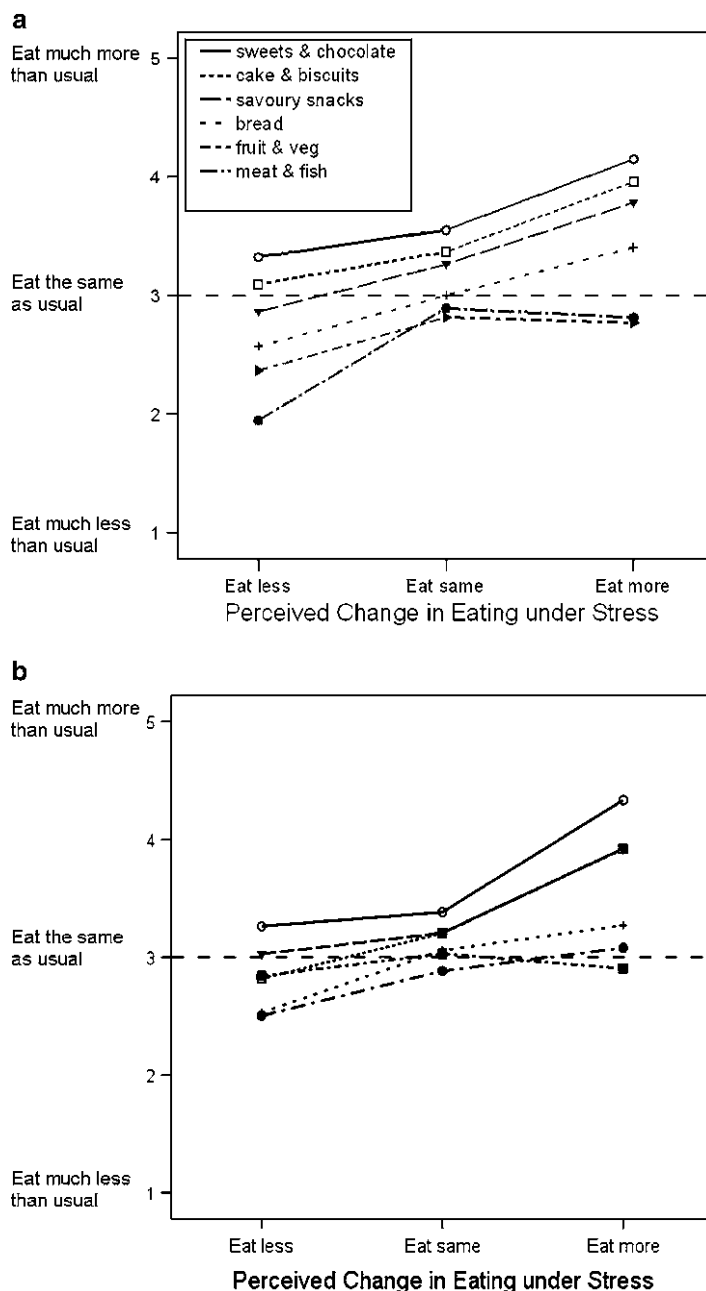 a
Eat much more
than usual
5
sweets & chocolate
cake & biscuits
savoury snacks
bread
fruit & veg
meat & fish
4
Eat the same
as usual
3
2
Eat much less
than usual
1
Eat less
Eat same
Eat more
Perceived Change in Eating under Stress
b
Eat much more
than usual
5
4
Eat the same
as usual
3
2
Eat much less
than usual
1
Eat less
Eat same
Eat more
Perceived Change in Eating under Stress